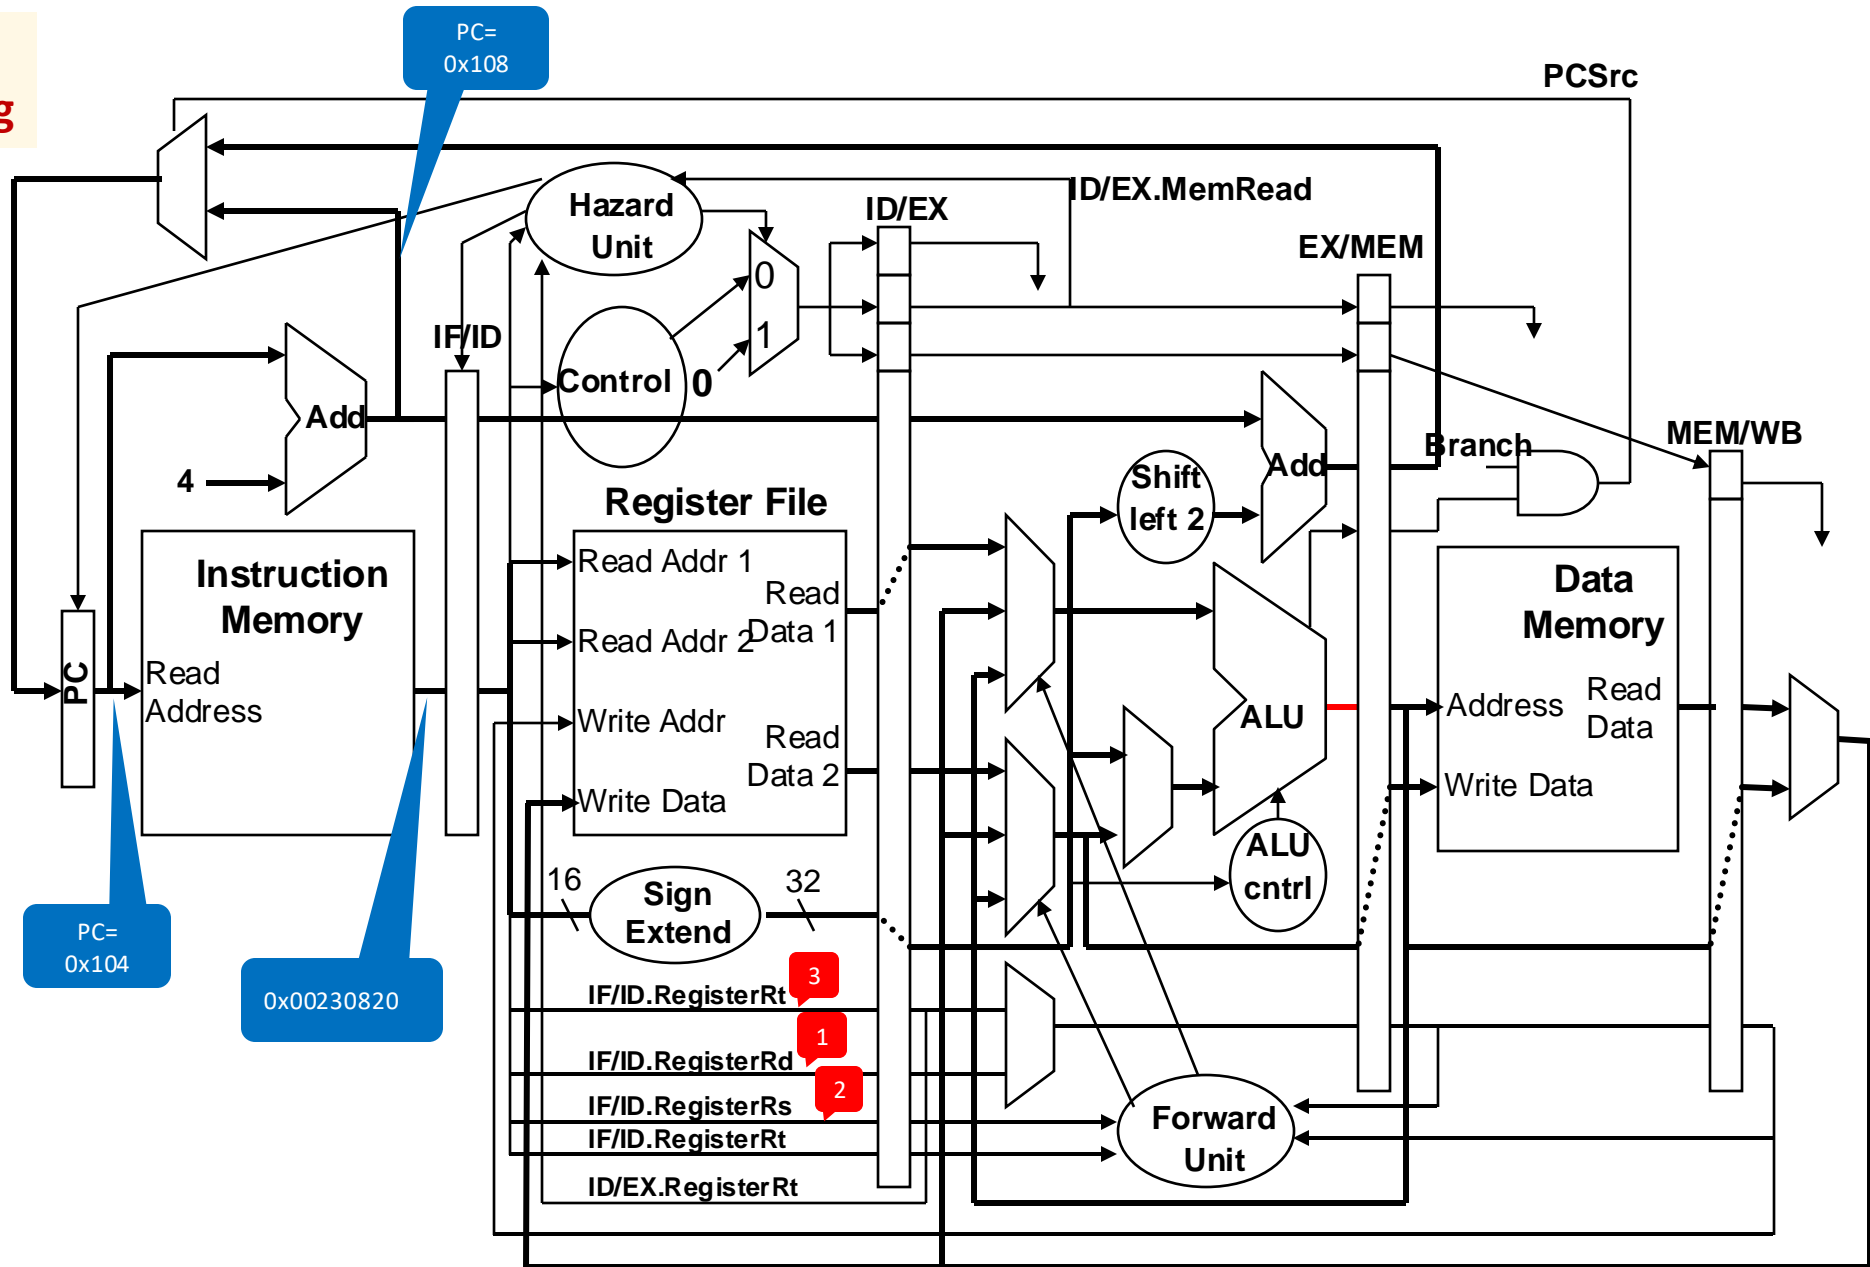 g
PC=
0x108
PCSrc
Hazard
Unit
ID/EX
ID/EX.MemRead
EX/MEM
0
1
IF/ID
Control
0
Add
4
Branch
MEM/WB
Shift
left 2
Add
Register File
Instruction
Memory
Read Addr 1
Read
Data 1
Read Addr 2
Data
Memory
PC
Read
Address
Write Addr
Read
Data 2
Write Data
ALU
Address
Read
Data
Write Data
ALU
cntrl
16
Sign
Extend
32
PC=
0x104
0x00230820
3
IF/ID.RegisterRt
1
IF/ID.RegisterRd
2
IF/ID.RegisterRs
IF/ID.RegisterRt
ID/EX.RegisterRt
Forward
Unit